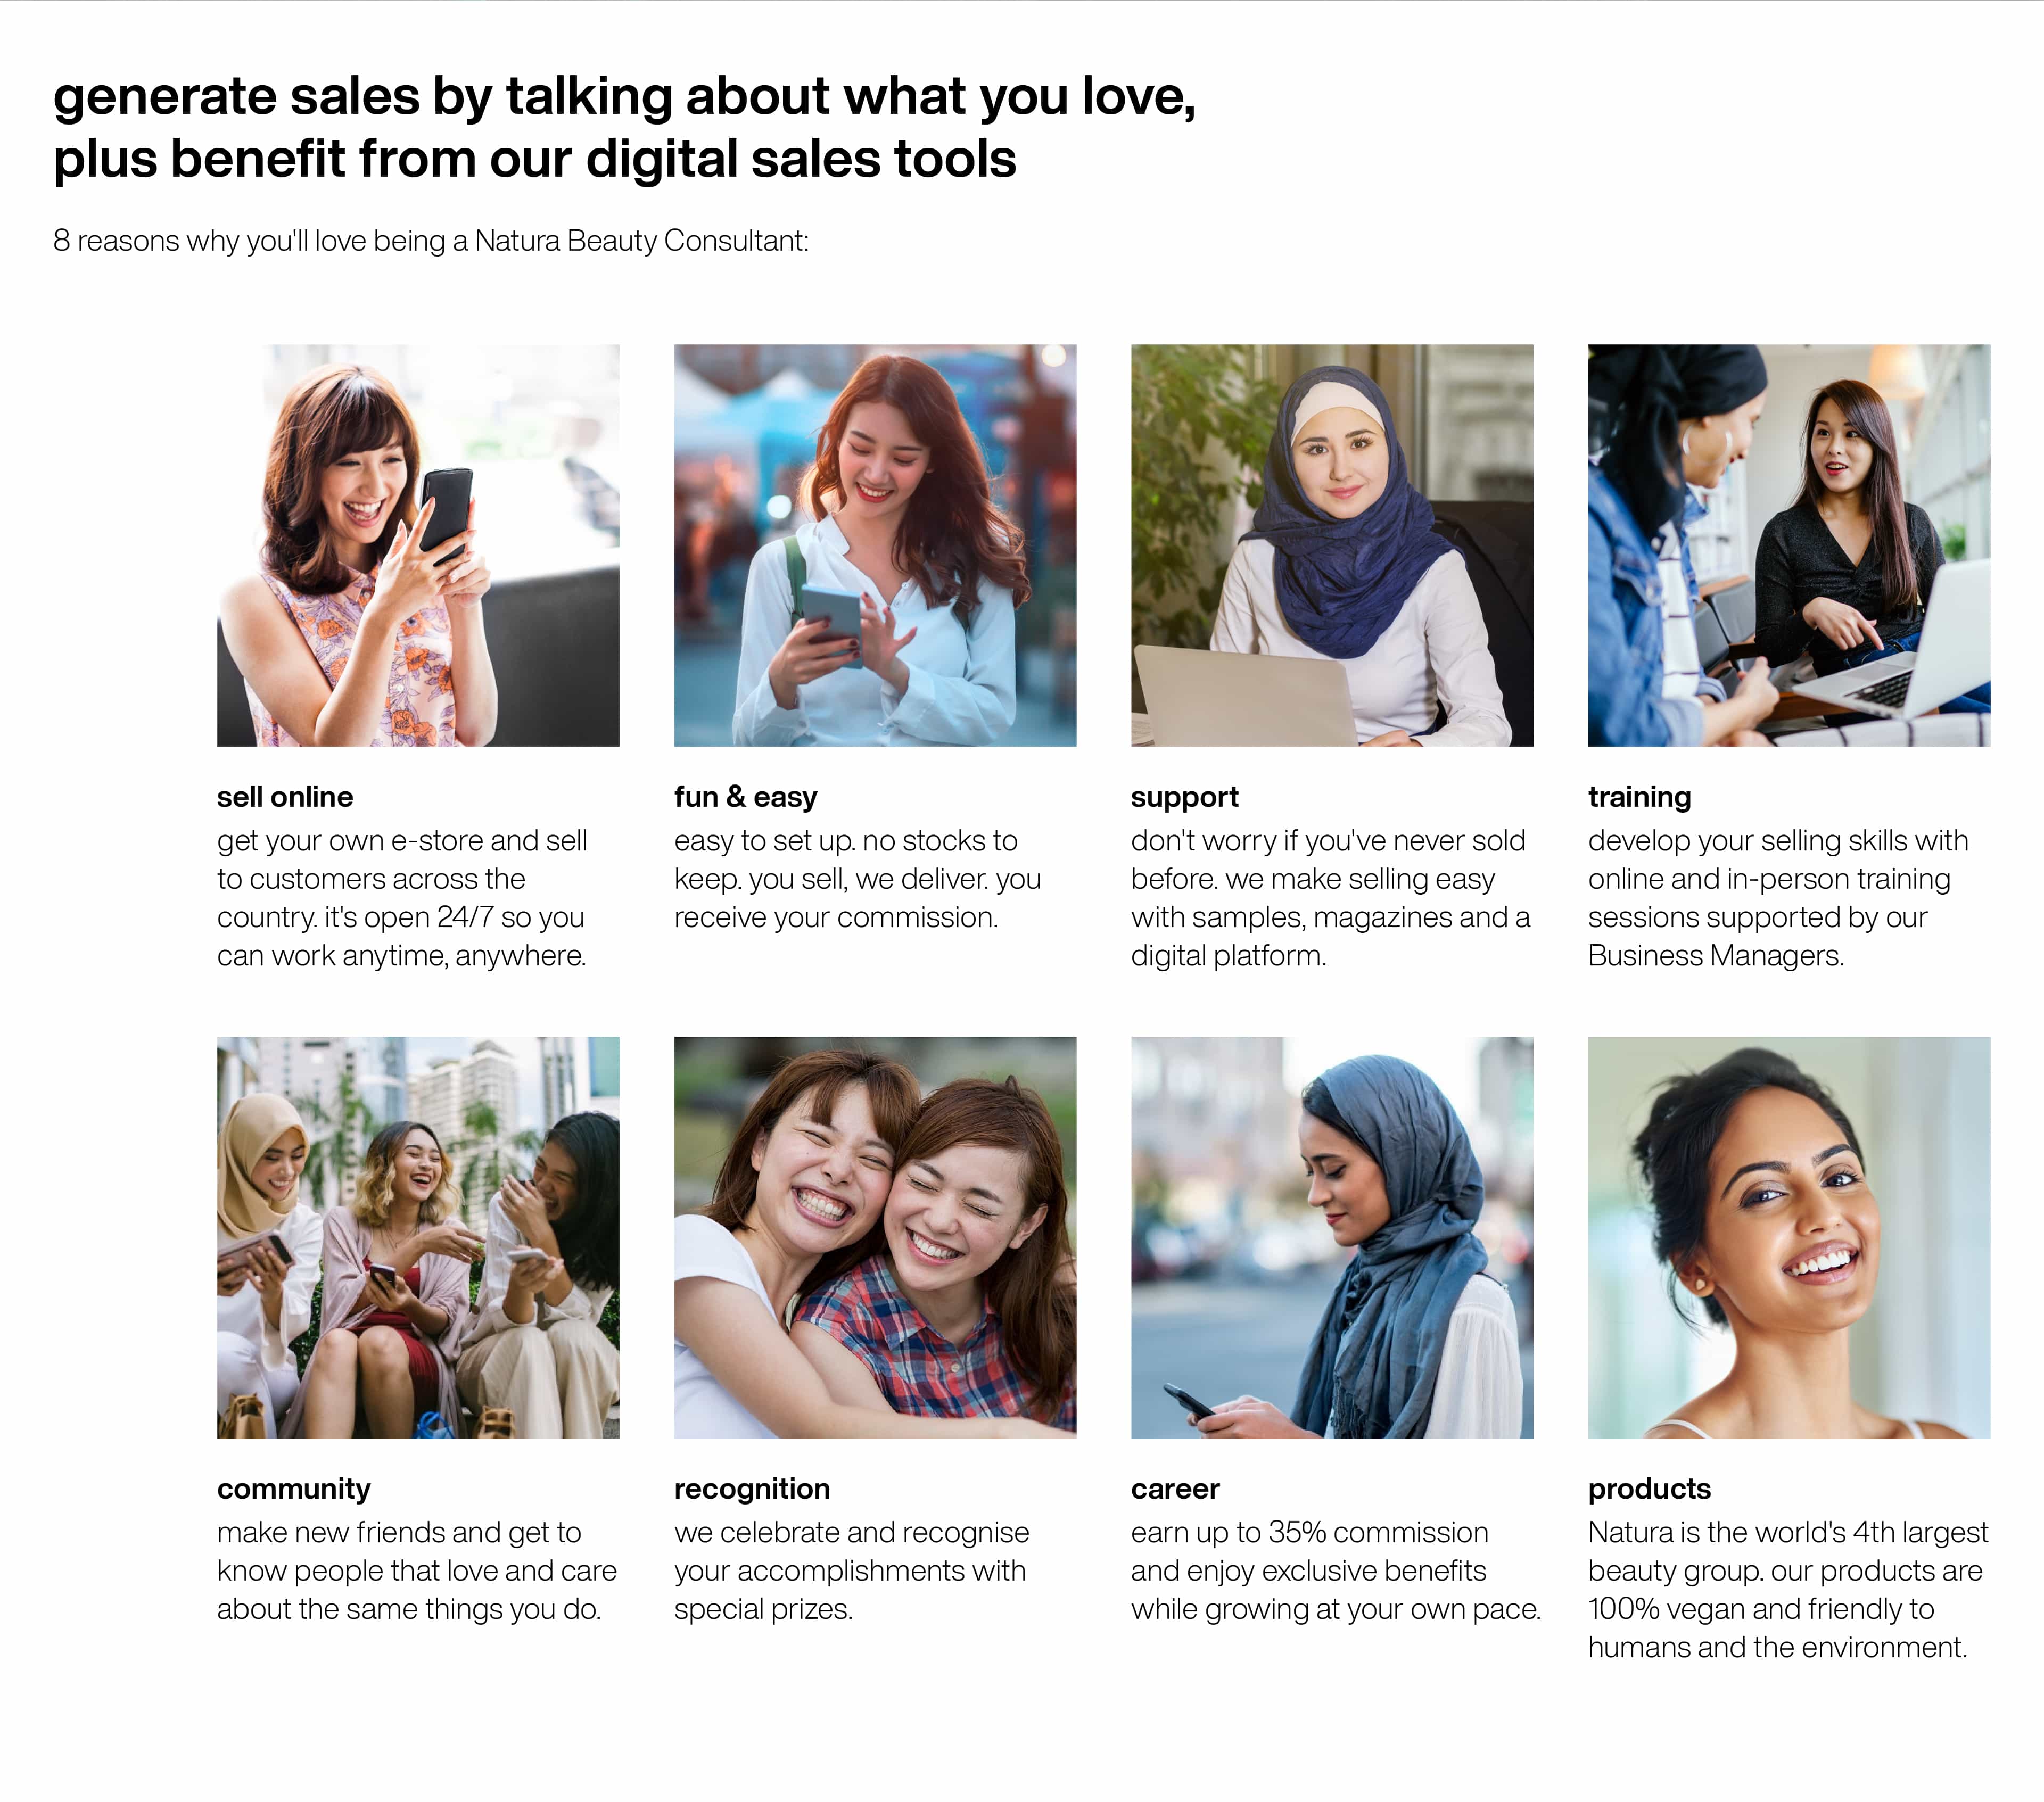 generate sales by talking about what you love,
plus benefit from our digital sales tools
8 reasons why you'll love being a Natura Beauty Consultant:
sell online
get your own e-store and sell
to customers across the
country. it's open 24/7 so you
can work anytime, anywhere.
fun & easy
easy to set up. no stocks to
keep. you sell, we deliver. you
receive your commission.
support
don't worry if you've never sold
before. we make selling easy
with samples, magazines and a
digital platform.
training
develop your selling skills with
online and in-person training
sessions supported by our
Business Managers.
community
make new friends and get to
know people that love and care
about the same things you do.
recognition
we celebrate and recognise
your accomplishments with
special prizes.
career
earn up to 35% commission
and enjoy exclusive benefits
while growing at your own pace.
products
Natura is the world's 4th largest
beauty group. our products are
100% vegan and friendly to
humans and the environment.